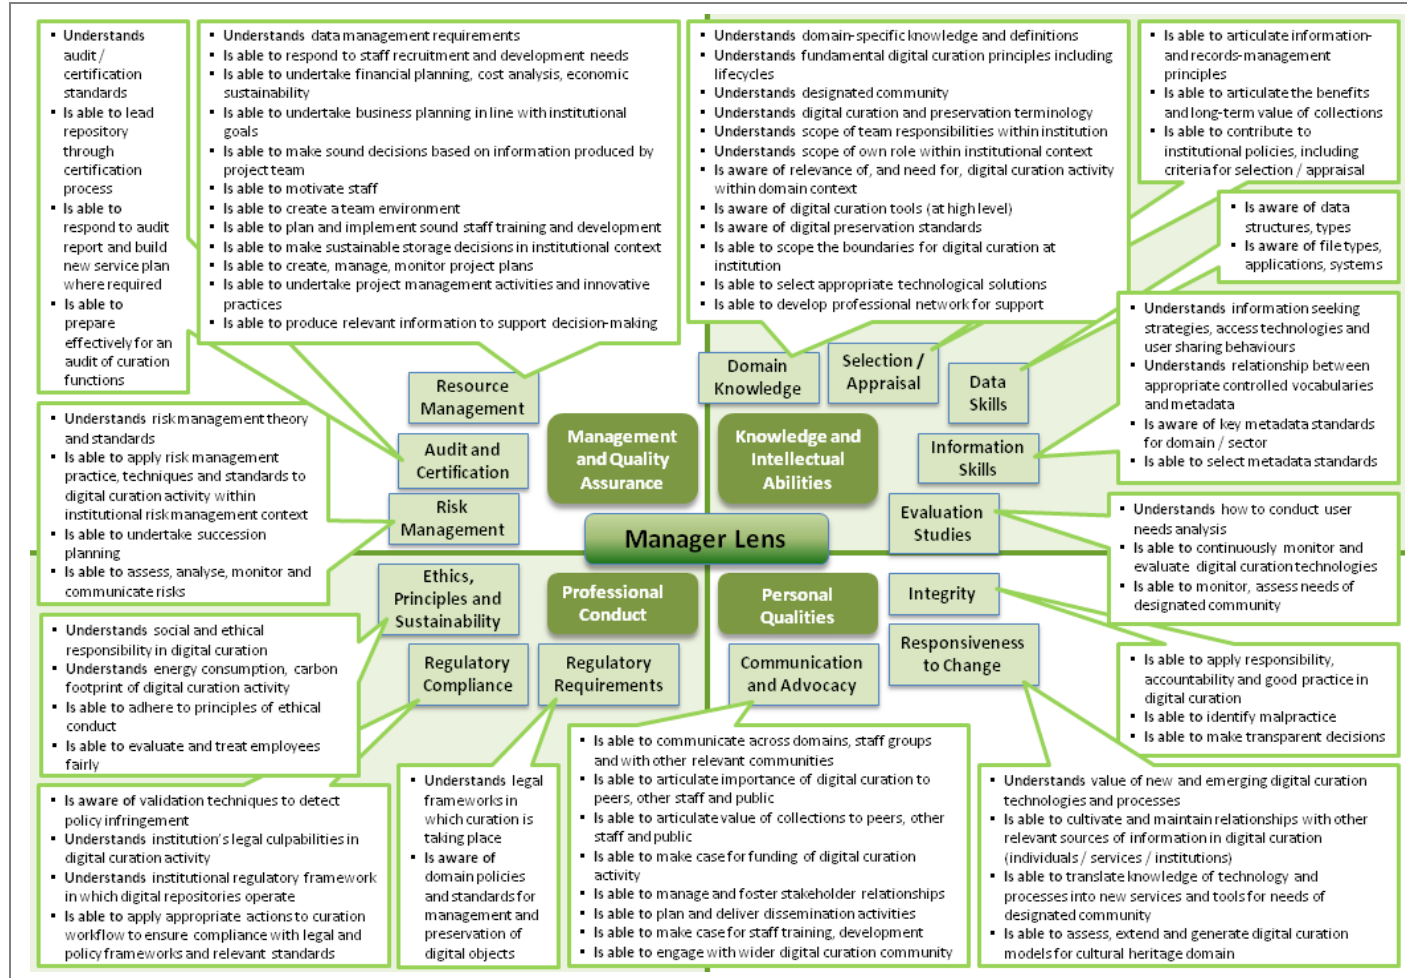 Understands audit / certification standards
Is able to lead repository through certification process
Is able to respond to audit report and build new service plan where required
Is able to prepare effectively for an audit of curation functions
Understands data management requirements
Is able to respond to staff recruitment and development needs
Is able to undertake financial planning, cost analysis, economic
sustainability
Is able to undertake business planning in line with institutional
goals
Is able to make sound decisions based on information produced by
project team
Is able to motivate staff
Is able to create a team environment
Is able to plan and implement sound staff training and development
Is able to make sustainable storage decisions in institutional context
Is able to create, manage, monitor project plans
Is able to undertake project management activities and innovative
practices
Is able to produce relevant information to support decision-making
Understands domain-specific knowledge and definitions
Understands fundamental digital curation principles including
lifecycles
Understands designated community
Understands digital curation and preservation terminology
Understands scope of team responsibilities within institution
Understands scope of own role within institutional context
Is aware of relevance of, and need for, digital curation activity
within domain context
Is aware of digital curation tools (at high level)
Is aware of digital preservation standards
Is able to scope the boundaries for digital curation at
institution
Is able to select appropriate technological solutions
Is able to develop professional network for support
Is able to articulate information-
and records-management
principles
Is able to articulate the benefits
and long-term value of collections
Is able to contribute to
institutional policies, including
criteria for selection / appraisal
Is aware of data
structures, types
Is aware of file types,
applications, systems
Understands information seeking
strategies, access technologies and
user sharing behaviours
Understands relationship between
appropriate controlled vocabularies
and metadata
Is aware of key metadata standards
for domain / sector
Is able to select metadata standards
Resource
Management
Audit and
Certification
Risk
Management
Management
and Quality
Assurance
Domain
Knowledge
Selection /
Appraisal
Data
Skills
Information
Skills
Evaluation
Studies
Knowledge and
Intellectual
Abilities
Manager Lens
Understands risk management theory
and standards
Is able to apply risk management
practice, techniques and standards to
digital curation activity within
institutional risk management context
Is able to undertake succession
planning
Is able to assess, analyse, monitor and
communicate risks
Understands how to conduct user
needs analysis
Is able to continuously monitor and
evaluate digital curation technologies
Is able to monitor, assess needs of
designated community
Ethics,
Principles and
Sustainability
Regulatory
Compliance
Regulatory
Requirements
Professional
Conduct
Personal
Qualities
Integrity
Responsiveness
to Change
Communication
and Advocacy
Understands social and ethical
responsibility in digital curation
Understands energy consumption, carbon
footprint of digital curation activity
Is able to adhere to principles of ethical
conduct
Is able to evaluate and treat employees
fairly
Is able to apply responsibility,
accountability and good practice in
digital curation
Is able to identify malpractice
Is able to make transparent decisions
Is aware of validation techniques to detect
policy infringement
Understands institution's legal culpabilities in
digital curation activity
Understands institutional regulatory framework
in which digital repositories operate
Is able to apply appropriate actions to curation
workflow to ensure compliance with legal and
policy frameworks and relevant standards
Understands legal
frameworks in
which curation is
taking place
Is aware of
domain policies
and standards for
management and
preservation of
digital objects
Is able to communicate across domains, staff groups
and with other relevant communities
Is able to articulate importance of digital curation to
peers, other staff and public
Is able to articulate value of collections to peers, other
staff and public
Is able to make case for funding of digital curation
activity
Is able to manage and foster stakeholder relationships
Is able to plan and deliver dissemination activities
Is able to make case for staff training, development
Is able to engage with wider digital curation community
Understands value of new and emerging digital curation
technologies and processes
Is able to cultivate and maintain relationships with other
relevant sources of information in digital curation
(individuals / services / institutions)
Is able to translate knowledge of technology and
processes into new services and tools for needs of
designated community
Is able to assess, extend and generate digital curation
models for cultural heritage domain